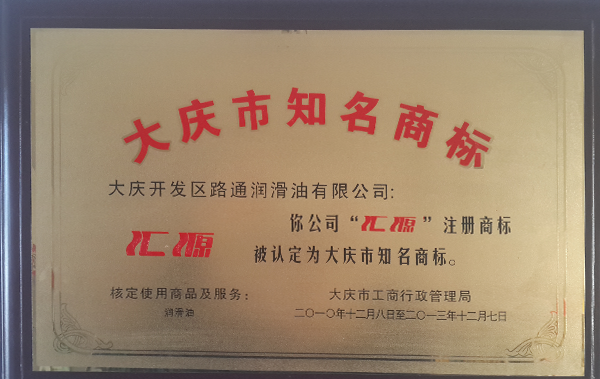 大庆市知名商标
大庆开发区路通润滑油有限公司:
你公司“汇源”注册商标
汇源
被认定为大庆市知名商标。
核定使用商品及服务:
润滑油
大庆市工商行政管理局
二〇一〇年十二月八日至二〇一三年十二月七日